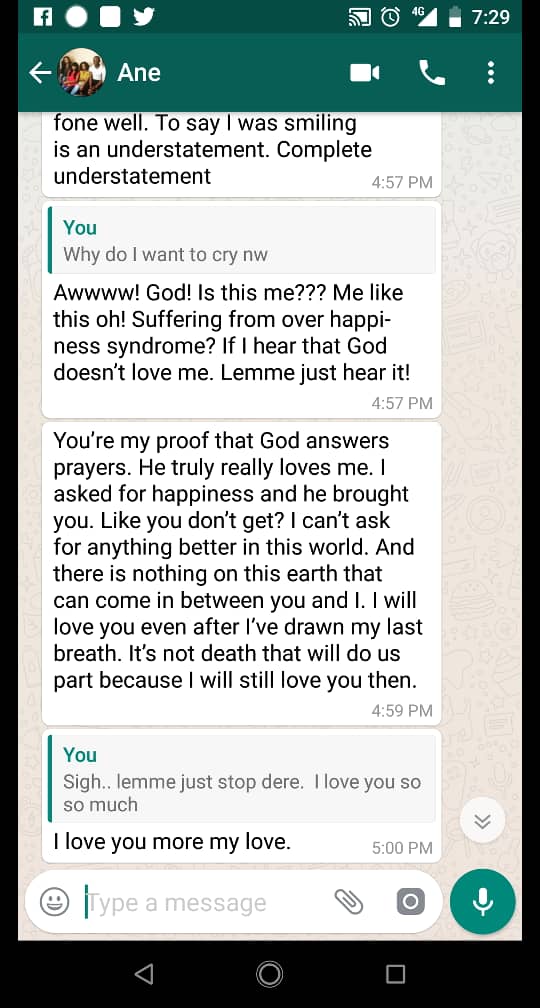 4G 7:29
Ane
fone well. To say I was smiling
is an understatement. Complete
understatement
4:57 PM
You
Why do I want to cry nw
Awwww! God! Is this me??? Me like
this oh! Suffering from over happi-
ness syndrome? If I hear that God
doesn't love me. Lemme just hear it!
4:57 PM
You're my proof that God answers
prayers. He truly really loves me. I
asked for happiness and he brought
you. Like you don't get? I can't ask
for anything better in this world. And
there is nothing on this earth that
can come in between you and I. I will
love you even after I've drawn my last
breath. It's not death that will do us
part because I will still love you then.
4:59 PM
You
Sigh.. lemme just stop dere.  I love you so
so much
I love you more my love.
5:00 PM
Type a message